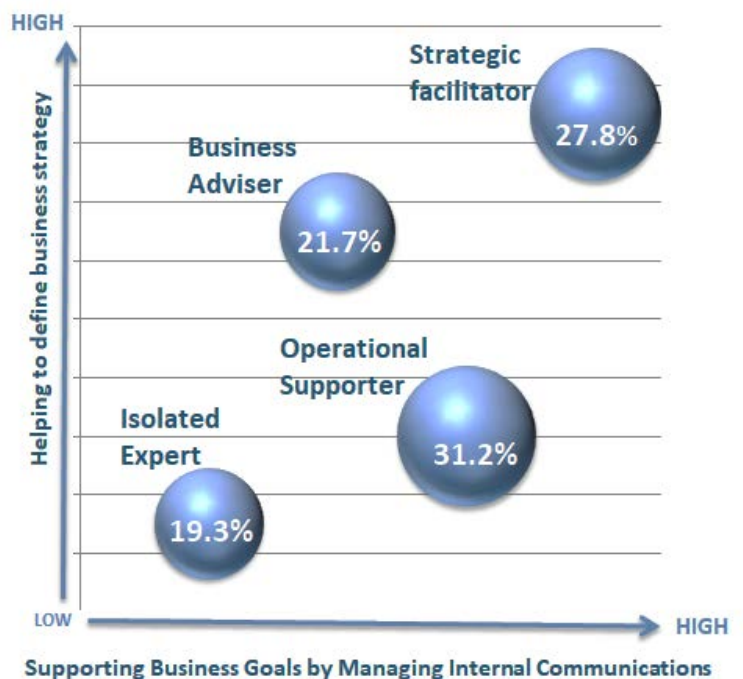 HIGH
Helping to define business strategy
Strategic
facilitator
27.8%
Business
Adviser
21.7%
Operational
Supporter
31.2%
Isolated
Expert
19.3%
LOW
HIGH
Supporting Business Goals by Managing Internal Communications